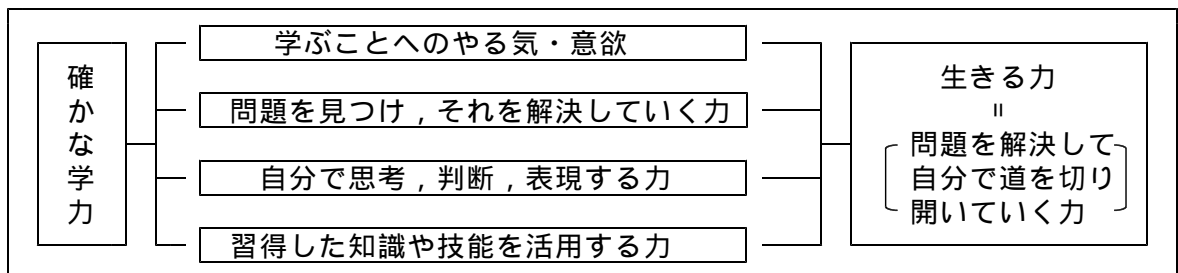 確かな学力
学ぶことへのやる気・意欲
問題を見つけ，それを解決していく力
自分で思考，判断，表現する力
習得した知識や技能を活用する力
生きる力
＝
問題を解決して
自分で道を切り
開いていく力